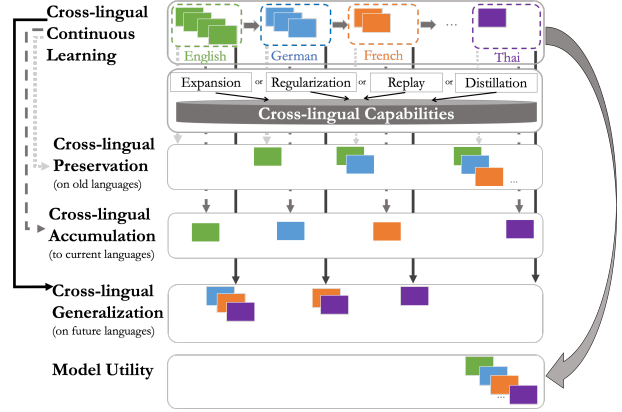 Cross-lingual
Continuous
Learning
English
German
French
...
Thai
Expansion or Regularization or Replay or Distillation
Cross-lingual Capabilities
Cross-lingual
Preservation
(on old languages)
...
Cross-lingual
Accumulation
(to current languages)
Cross-lingual
Generalization
(on future languages)
Model Utility
...